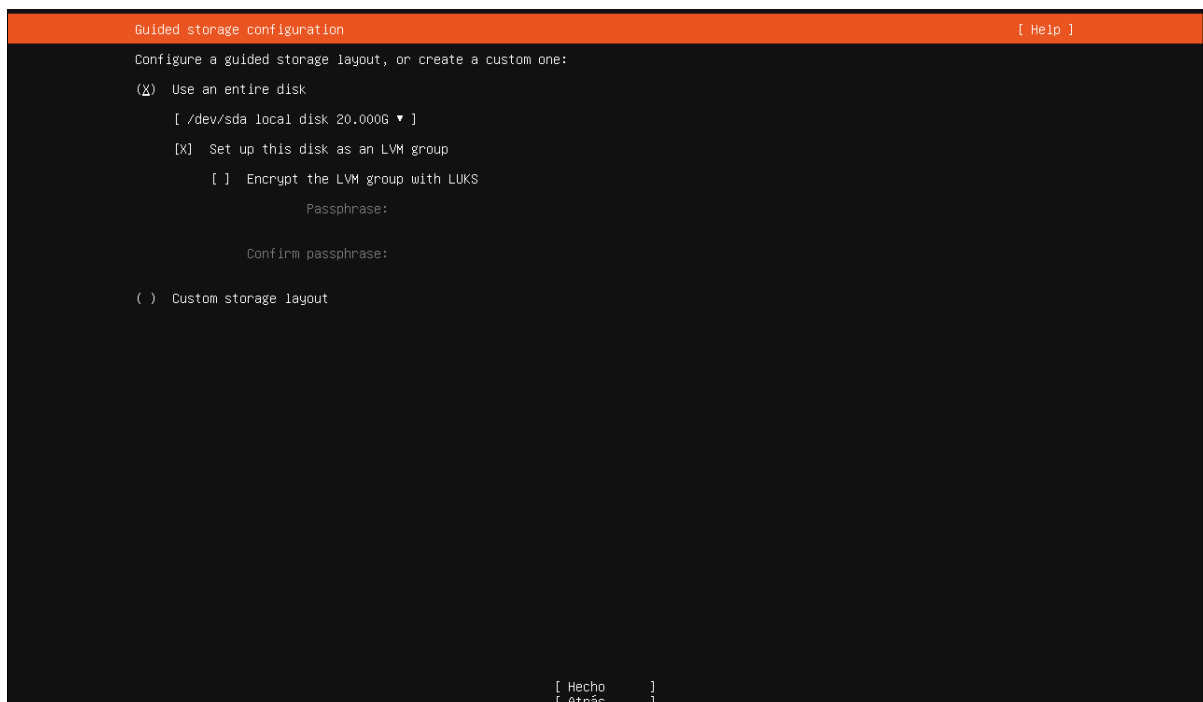 Guided storage configuration [ Help ]
Configure a guided storage layout, or create a custom one:
(X) Use an entire disk
[ /dev/sda local disk 20.000G ▾ ]
[X] Set up this disk as an LVM group
[ ] Encrypt the LVM group with LUKS
Passphrase:
Confirm passphrase:
( ) Custom storage layout
[ Hecho ]
[ Atrás ]